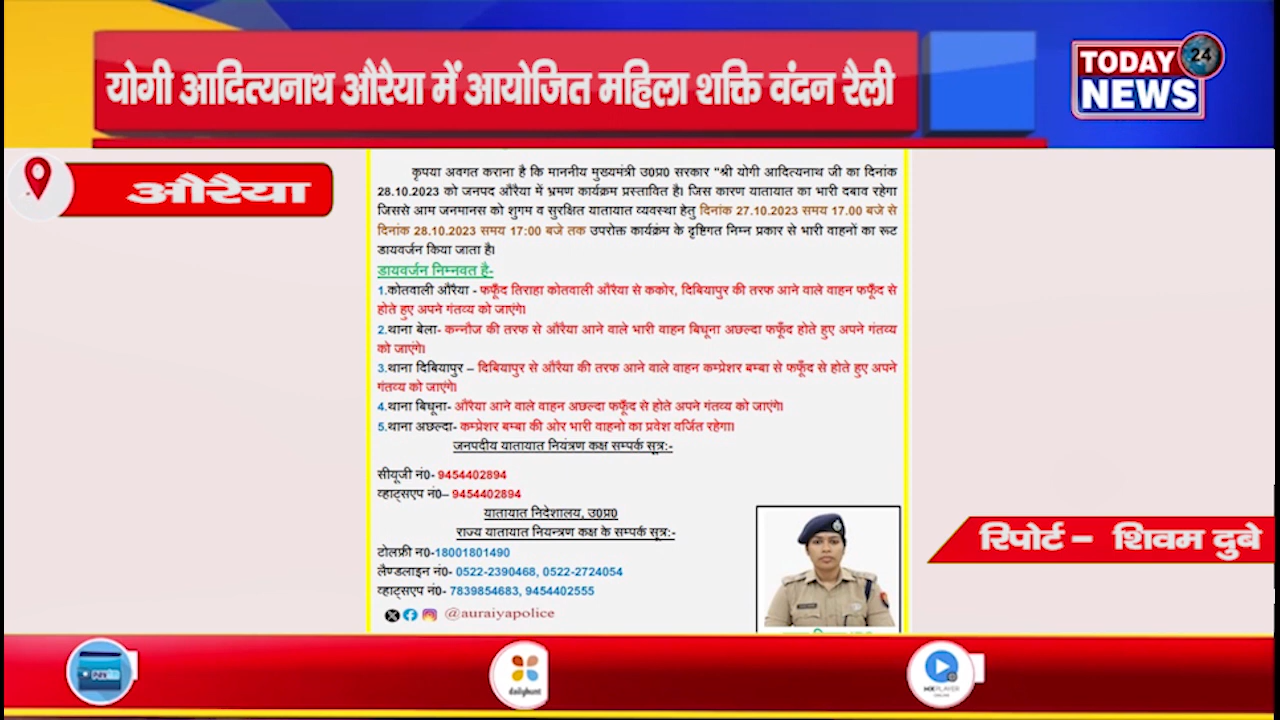 योगी आदित्यनाथ औरैया में आयोजित महिला शक्ति वंदन रैली
TODAY 24
NEWS
औरैया
कृपया अवगत कराना है कि माननीय मुख्यमंत्री उ0प्र0 सरकार "श्री योगी आदित्यनाथ जी का दिनांक
28.10.2023 को जनपद औरैया में भ्रमण कार्यक्रम प्रस्तावित है। जिस कारण यातायात का भारी दबाव रहेगा
जिससे आम जनमानस को शुगम व सुरक्षित यातायात व्यवस्था हेतु दिनांक 27.10.2023 समय 17.00 बजे से
दिनांक 28.10.2023 समय 17:00 बजे तक उपरोक्त कार्यक्रंम के दृष्टिगत निम्न प्रकार से भारी वाहनों का रूट
डायवर्जन किया जाता है।
डायवर्जन निम्नवत है-
1.कोतवाली औरैया - फफूँद तिराहा कोतवाली औरैया से ककोर, दिबियापुर की तरफ आने वाले वाहन फफूँद से
होते हुए अपने गंतव्य को जाएंगे।
2.थाना बेला- कन्नौज की तरफ से औरैया आने वाले भारी वाहन बिधूना अछल्दा फफूँद होते हुए अपने गंतव्य
को जाएंगे।
3.थाना दिबियापुर – दिबियापुर से औरैया की तरफ आने वाले वाहन कम्प्रेशर बम्बा से फफूँद से होते हुए अपने
गंतव्य को जाएंगे।
4.थाना बिधूना- औरैया आने वाले वाहन अछल्दा फफूँद से होते अपने गंतव्य को जाएंगे।
5.थाना अछल्दा- कम्प्रेशर बम्बा की ओर भारी वाहनो का प्रवेश वर्जित रहेगा।
जनपदीय यातायात नियंत्रण कक्ष सम्पर्क सूत्र:-
सीयूजी नं0- 9454402894
व्हाट्सएप नं0– 9454402894
यातायात निदेशालय, उ0प्र0
राज्य यातायात नियन्त्रण कक्ष के सम्पर्क सूत्र:-
टोलफ्री न0-18001801490
लैण्डलाइन नं0- 0522-2390468, 0522-2724054
व्हाट्सएप नं0- 7839854683, 9454402555
@auraiyapolice
रिपोर्ट – शिवम दुबे
dailyhunt
MX PLAYER